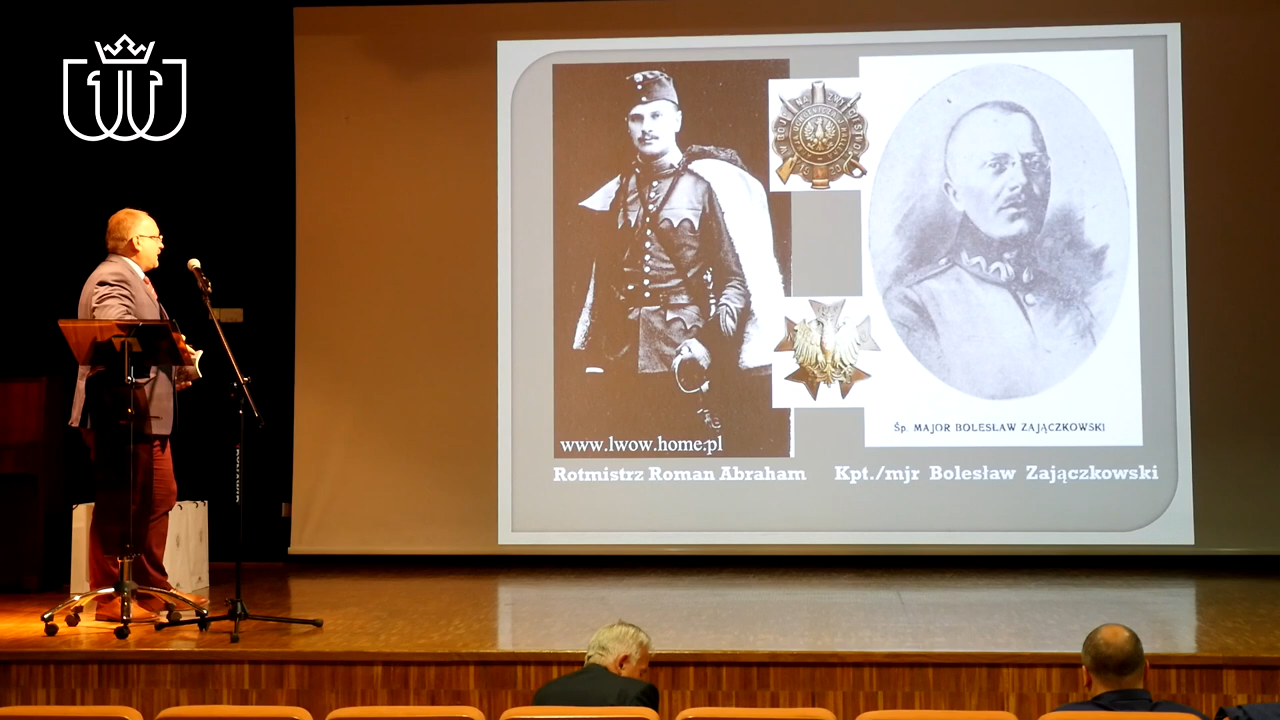 www.lwow.home.pl
Śp. MAJOR BOLESŁAW ZAJĄCZKOWSKI
Rotmistrz Roman Abraham
Kpt./mjr Bolesław Zajączkowski